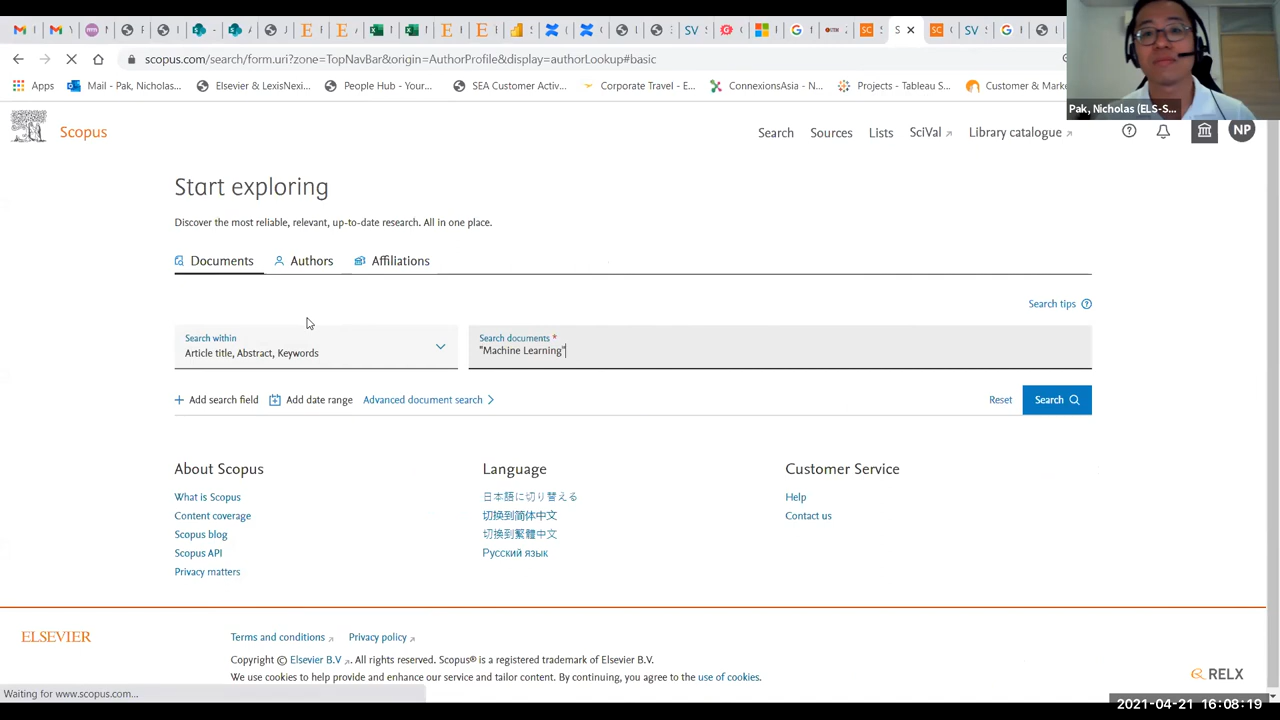 scopus.com/search/form.uri?zone=TopNavBar&origin=AuthorProfile&display=authorLookup#basic
Apps
Mail - Pak, Nicholas...
Elsevier & LexisNexi...
People Hub - Your...
SEA Customer Activ...
Corporate Travel - E...
ConnexionsAsia - N...
Projects - Tableau S...
Customer & Marke
Pak, Nicholas (ELS-S...
Scopus
Search
Sources
Lists
SciVal
Library catalogue
NP
Start exploring
Discover the most reliable, relevant, up-to-date research. All in one place.
Documents
Authors
Affiliations
Search tips
Search within
Article title, Abstract, Keywords
Search documents *
"Machine Learning"
Add search field
Add date range
Advanced document search
Reset
Search
About Scopus
What is Scopus
Content coverage
Scopus blog
Scopus API
Privacy matters
Language
日本語に切り替える
切换到简体中文
切換到繁體中文
Русский язык
Customer Service
Help
Contact us
ELSEVIER
Terms and conditions
Privacy policy
Copyright © Elsevier B.V. All rights reserved. Scopus® is a registered trademark of Elsevier B.V.
We use cookies to help provide and enhance our service and tailor content. By continuing, you agree to the use of cookies.
RELX
Waiting for www.scopus.com...
2021-04-21 16:08:19